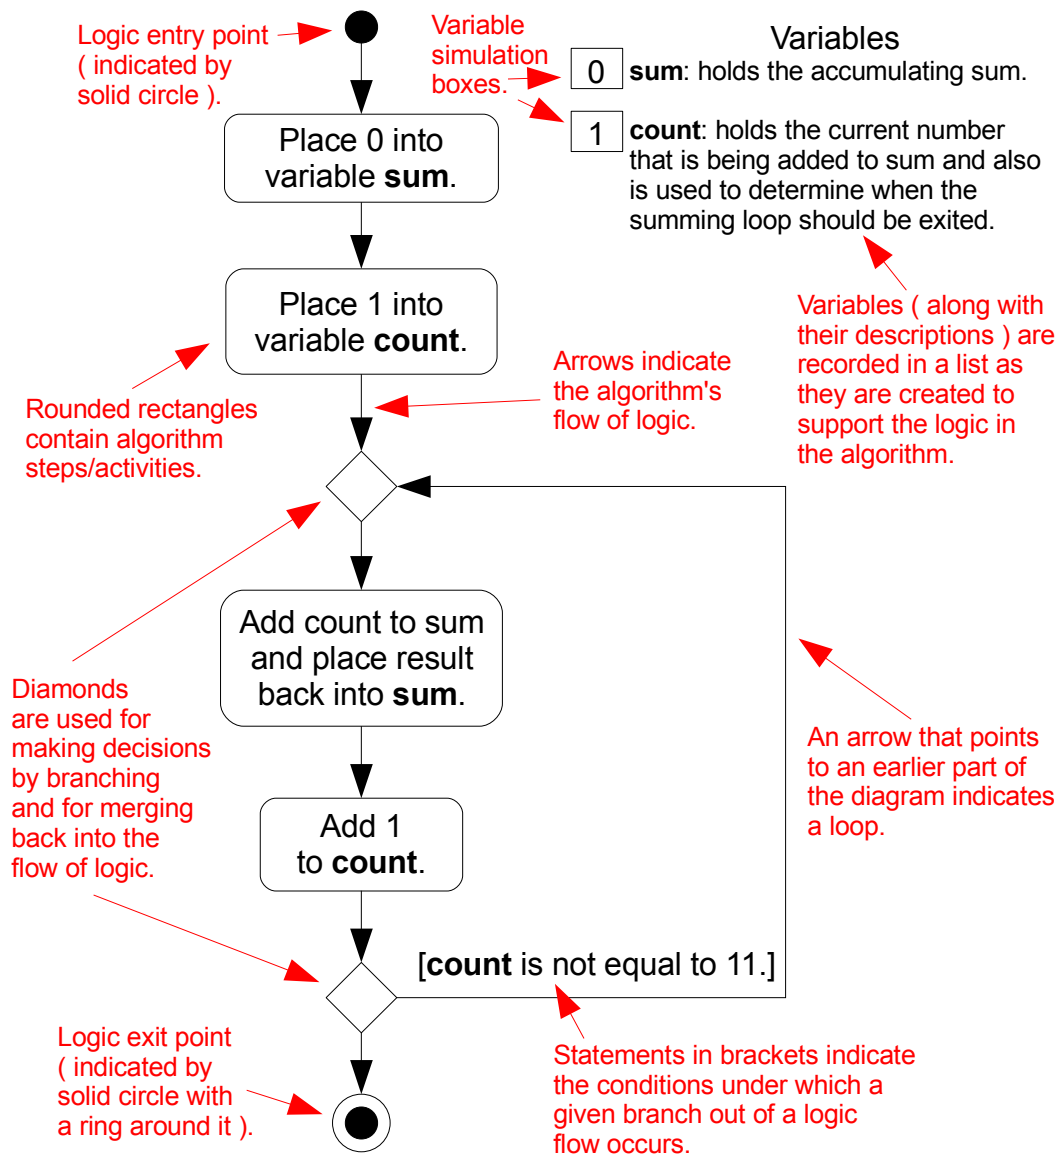 Logic entry point
( indicated by
solid circle ).
Variable
simulation
boxes.
Variables
0
sum: holds the accumulating sum.
1
count: holds the current number
that is being added to sum and also
is used to determine when the
summing loop should be exited.
Place 0 into
variable sum.
Place 1 into
variable count.
Variables ( along with
their descriptions ) are
recorded in a list as
they are created to
support the logic in
the algorithm.
Arrows indicate
the algorithm's
flow of logic.
Rounded rectangles
contain algorithm
steps/activities.
Add count to sum
and place result
back into sum.
Diamonds
are used for
making decisions
by branching
and for merging
back into the
flow of logic.
An arrow that points
to an earlier part of
the diagram indicates
a loop.
Add 1
to count.
[count is not equal to 11.]
Logic exit point
( indicated by
solid circle with
a ring around it ).
Statements in brackets indicate
the conditions under which a
given branch out of a logic
flow occurs.